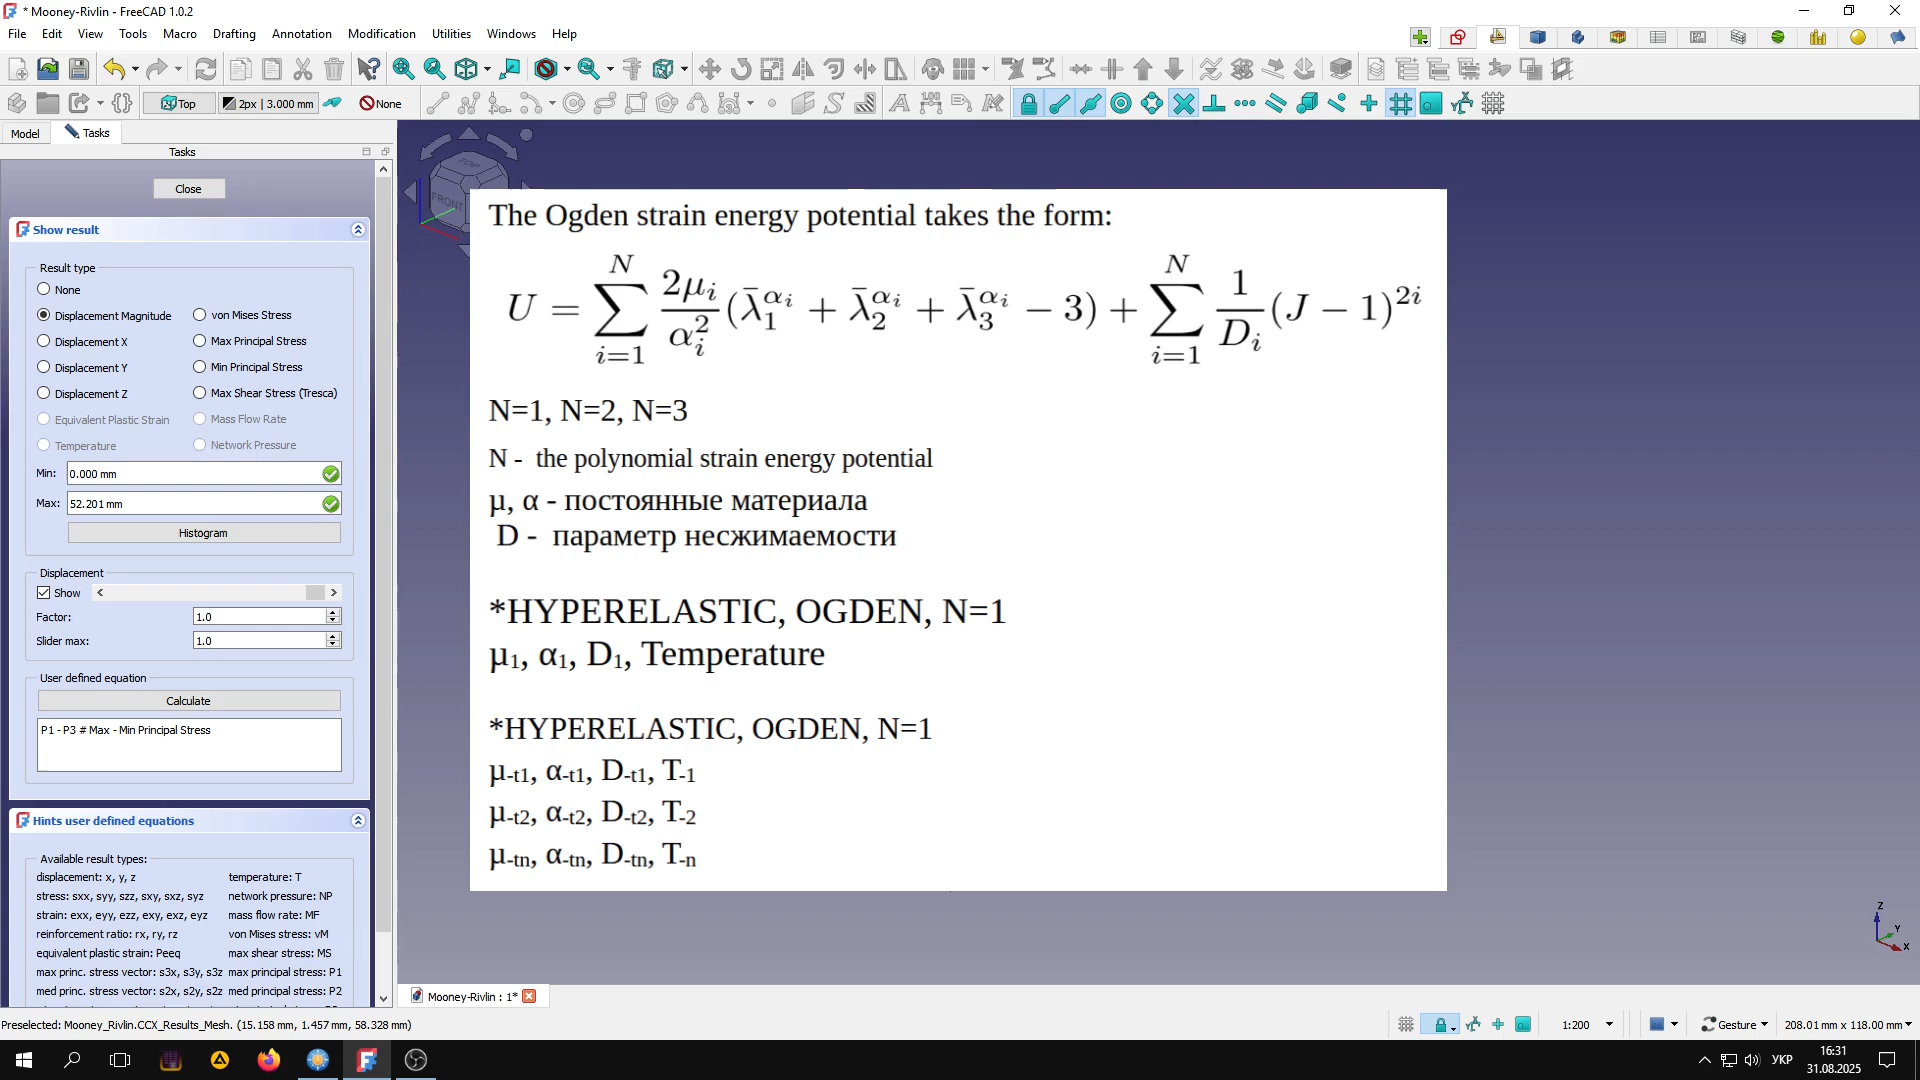 * Mooney-Rivlin - FreeCAD 1.0.2
File Edit View Tools Macro Drafting Annotation Modification Utilities Windows Help
Top 2px | 3.000 mm None
Model Tasks
Tasks
Close
Show result
Result type
None
Displacement Magnitude von Mises Stress
Displacement X Max Principal Stress
Displacement Y Min Principal Stress
Displacement Z Max Shear Stress (Tresca)
Equivalent Plastic Strain Mass Flow Rate
Temperature Network Pressure
Min: 0.000 mm
Max: 52.201 mm
Histogram
Displacement
Show
Factor: 1.0
Slider max: 1.0
User defined equation
Calculate
P1 - P3 # Max - Min Principal Stress
Hints user defined equations
Available result types:
displacement: x, y, z temperature: T
stress: sxx, syy, szz, sxy, sxz, syz network pressure: NP
strain: exx, eyy, ezz, exy, exz, eyz mass flow rate: MF
reinforcement ratio: rx, ry, rz von Mises stress: vM
equivalent plastic strain: Peeq max shear stress: MS
max princ. stress vector: s3x, s3y, s3z max principal stress: P1
med princ. stress vector: s2x, s2y, s2z med principal stress: P2
TOP
FRONT
The Ogden strain energy potential takes the form:
U = ∑_{i=1}^{N} 2μ_i/α_i^2 (λ̄_1^{α_i} + λ̄_2^{α_i} + λ̄_3^{α_i} − 3) + ∑_{i=1}^{N} 1/D_i (J − 1)^{2i}
N=1, N=2, N=3
N - the polynomial strain energy potential
μ, α - постоянные материала
D - параметр несжимаемости
*HYPERELASTIC, OGDEN, N=1
μ1, α1, D1, Temperature
*HYPERELASTIC, OGDEN, N=1
μ-t1, α-t1, D-t1, T-1
μ-t2, α-t2, D-t2, T-2
μ-tn, α-tn, D-tn, T-n
Z
Y
X
Mooney-Rivlin : 1*
Preselected: Mooney_Rivlin.CCX_Results_Mesh. (15.158 mm, 1.457 mm, 58.328 mm) 1:200 Gesture 208.01 mm x 118.00 mm
УКР 16:31
31.08.2025